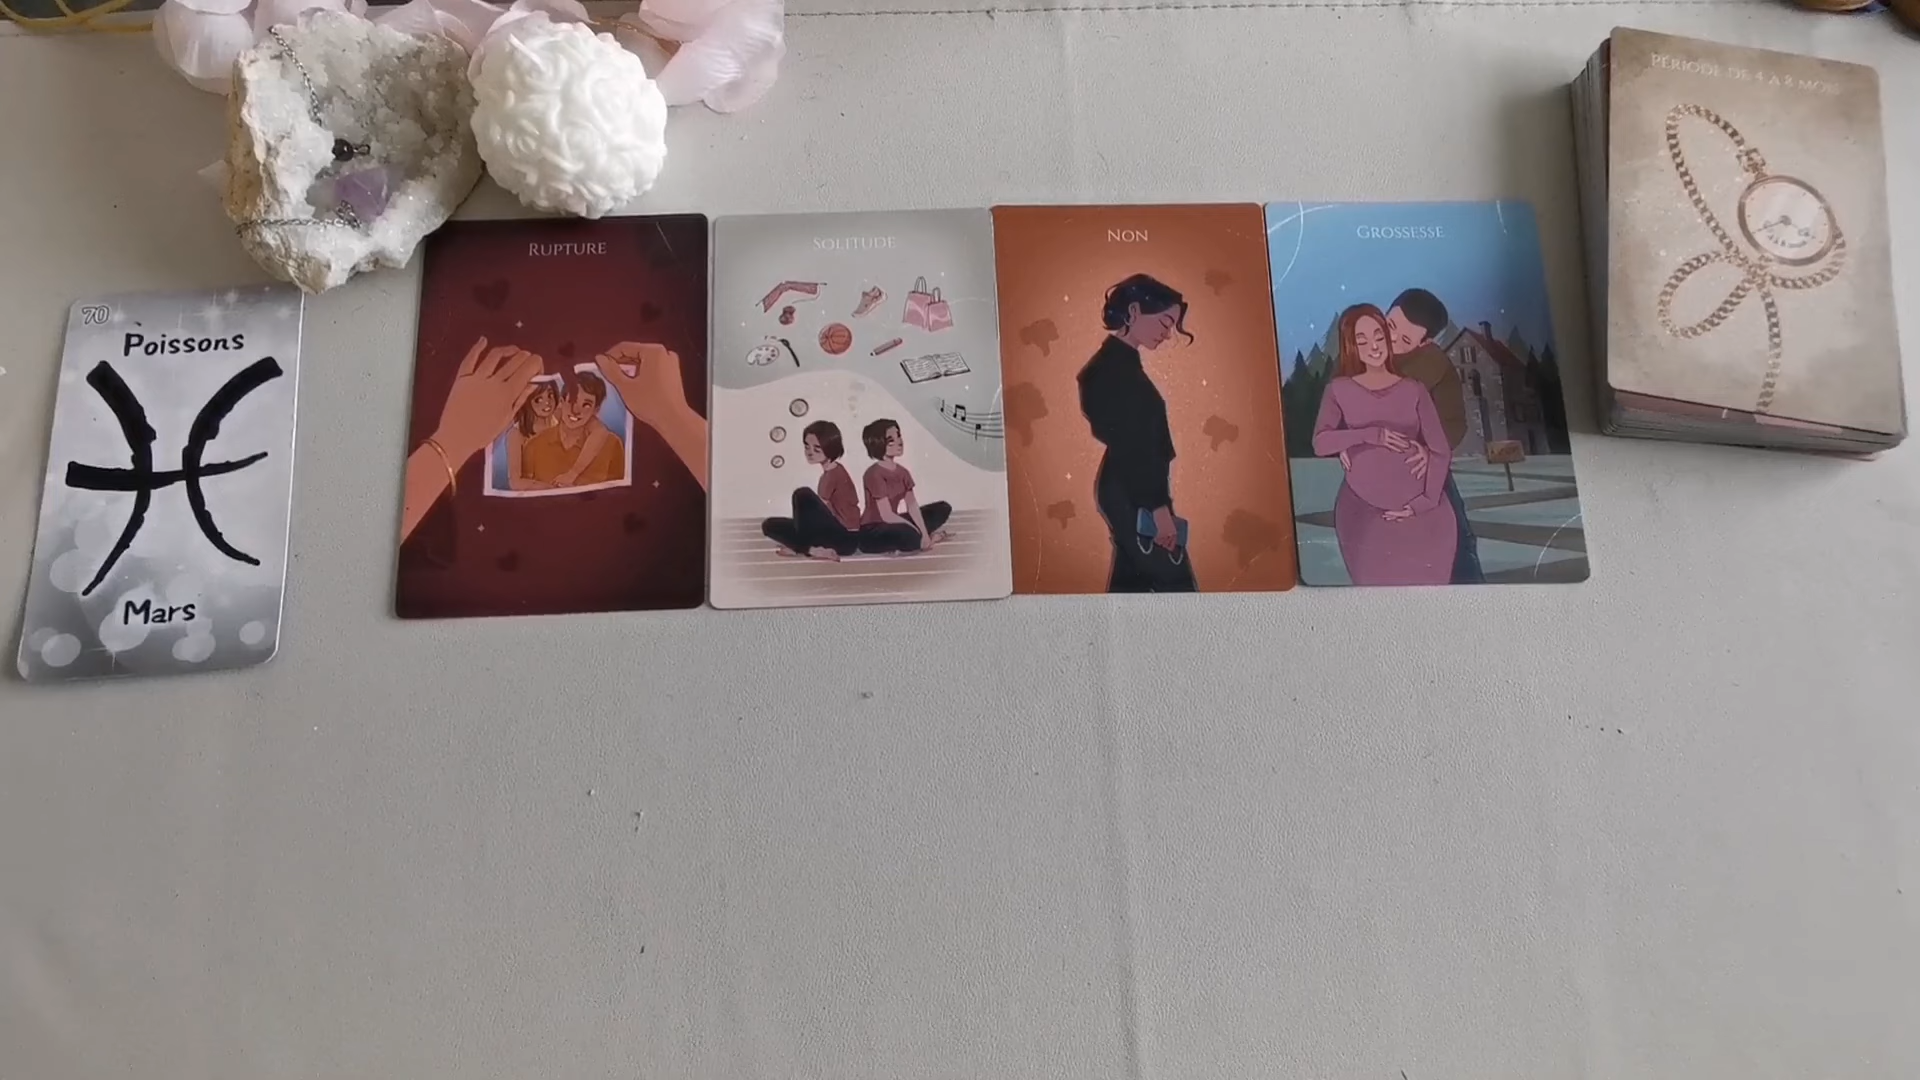 70
Poissons
Mars
RUPTURE
SOLITUDE
NON
GROSSESSE
PÉRIODE DE 4 À 8 MOIS